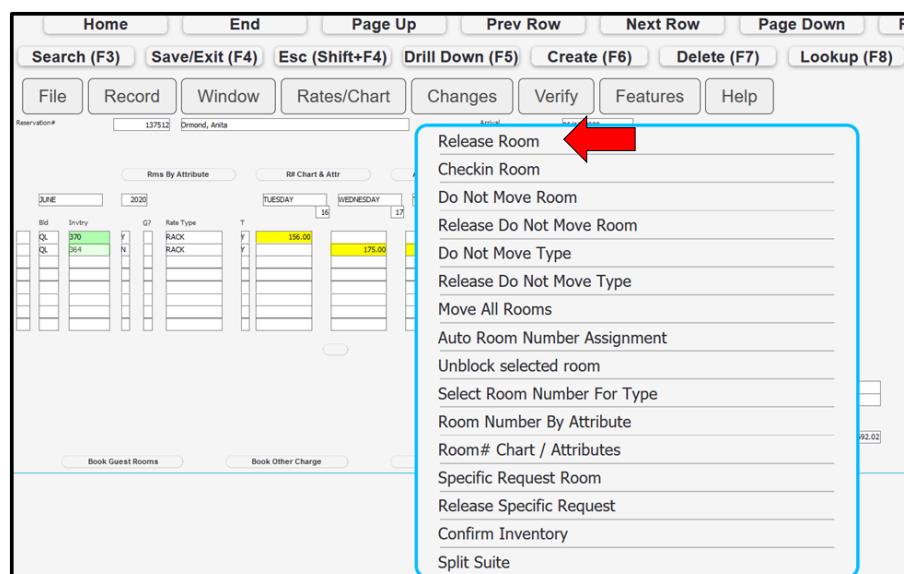 Home End Page Up Prev Row Next Row Page Down
Search (F3) Save/Exit (F4) Esc (Shift+F4) Drill Down (F5) Create (F6) Delete (F7) Lookup (F8)
File Record Window Rates/Chart Changes Verify Features Help
Reservation# 137512 Ormond, Anita Arrival
Release Room
Checkin Room
Rms By Attribute R# Chart & Attr
Do Not Move Room
JUNE 2020 TUESDAY WEDNESDAY
16 17
Release Do Not Move Room
Bld Invtry G? Rate Type T
QL 370 Y RACK Y 156.00
QL 364 N RACK Y 175.00
Do Not Move Type
Release Do Not Move Type
Move All Rooms
Auto Room Number Assignment
Unblock selected room
Select Room Number For Type
Room Number By Attribute
Room# Chart / Attributes
592.02
Book Guest Rooms Book Other Charge
Specific Request Room
Release Specific Request
Confirm Inventory
Split Suite